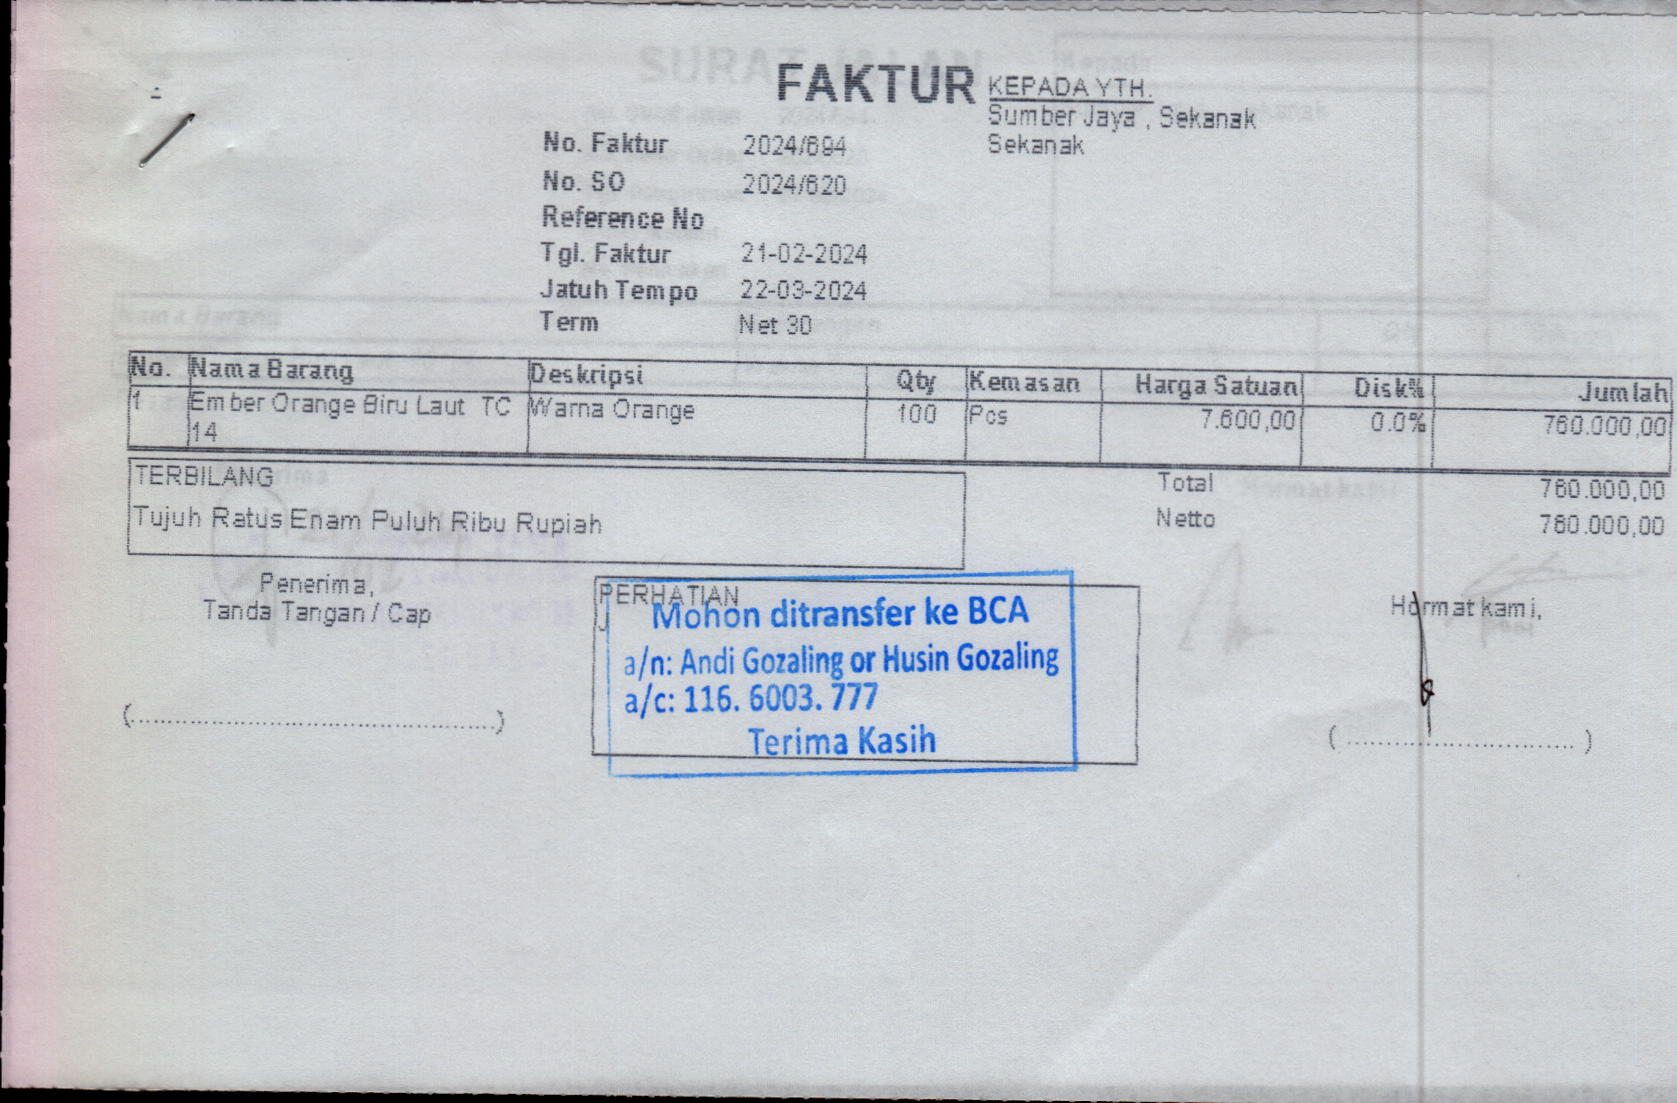 FAKTUR
KEPADA YTH.
Sumber Jaya , Sekanak
Sekanak
No. Faktur 2024/694
No. SO 2024/620
Reference No
Tgl. Faktur 21-02-2024
Jatuh Tempo 22-03-2024
Term Net 30
No. Nama Barang Deskripsi Qty Kemasan Harga Satuan Disk% Jumlah
1 Ember Orange Biru Laut TC 14 Warna Orange 100 Pcs 7.600,00 0.0% 760.000,00
TERBILANG
Tujuh Ratus Enam Puluh Ribu Rupiah
Total 760.000,00
Netto 760.000,00
Penerima,
Tanda Tangan / Cap
(................................................)
PERHATIAN
Mohon ditransfer ke BCA
a/n: Andi Gozaling or Husin Gozaling
a/c: 116. 6003. 777
Terima Kasih
Hormat kami,
( .............................. )